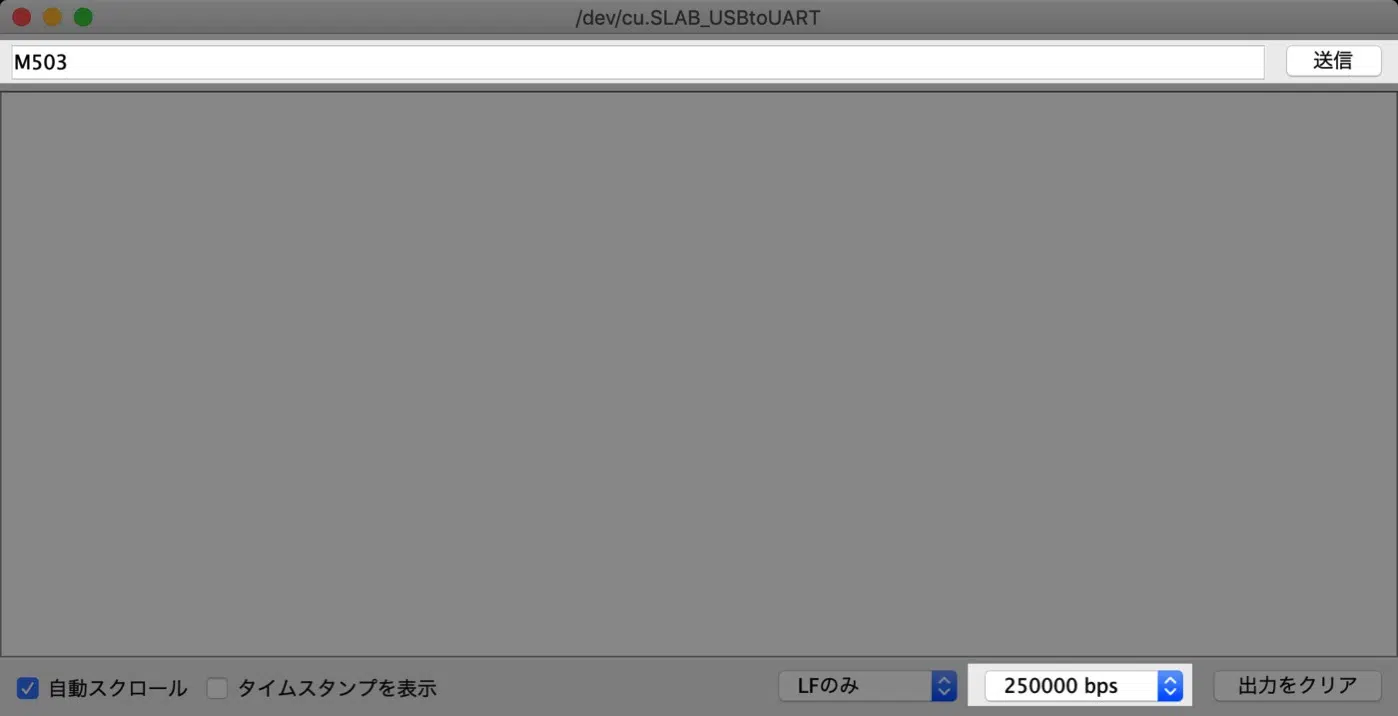 /dev/cu.SLAB_USBtoUART
M503
送信
自動スクロール
タイムスタンプを表示
LFのみ
250000 bps
出力をクリア